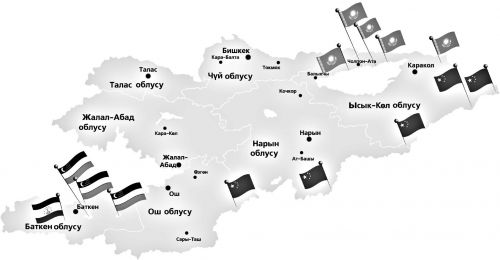 Бишкек
Кара-Балта
Токмок
Чүй облусу
Талас
Талас облусу
Чолпон-Ата
Балыкчы
Каракол
Кочкор
Ысык-Көл облусу
Жалал-Абад
облусу
Кара-Көл
Нарын
Нарын
облусу
Ат-Башы
Жалал-
Абад
Өзгөн
Ош
Ош облусу
Баткен
Баткен облусу
Сары-Таш